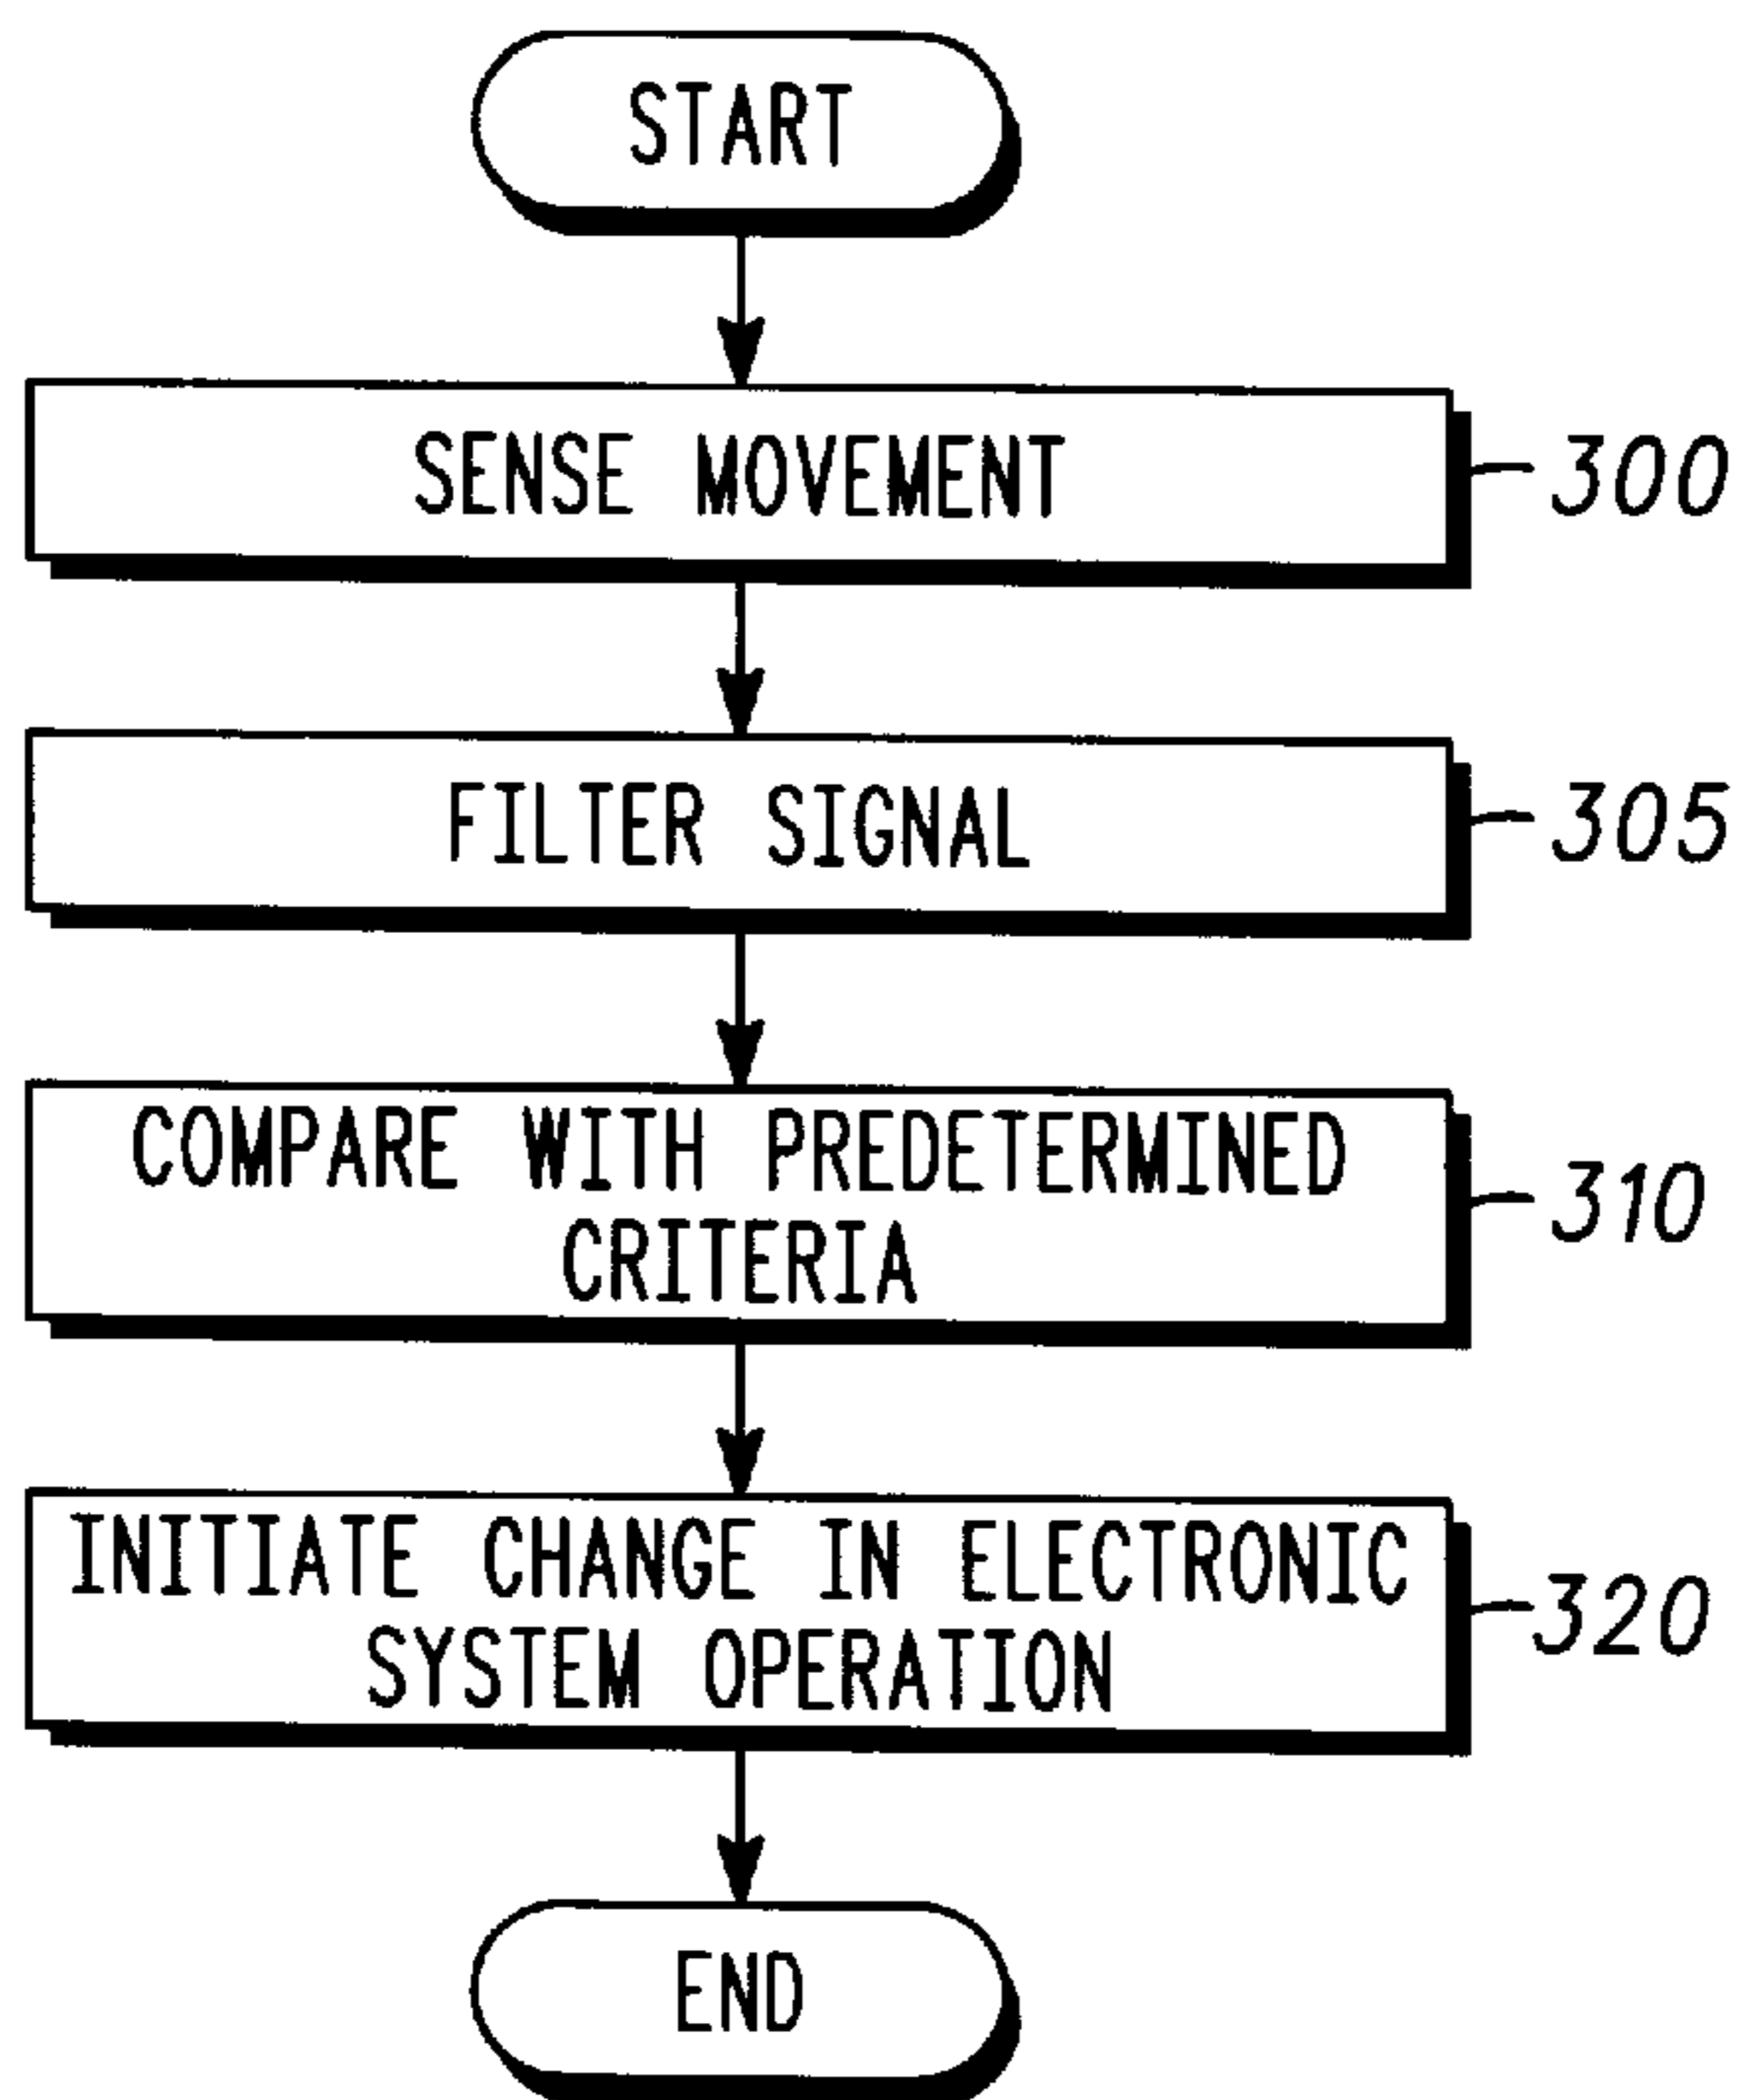 START
SENSE MOVEMENT
300
FILTER SIGNAL
305
COMPARE WITH PREDETERMINED
CRITERIA
310
INITIATE CHANGE IN ELECTRONIC
SYSTEM OPERATION
320
END